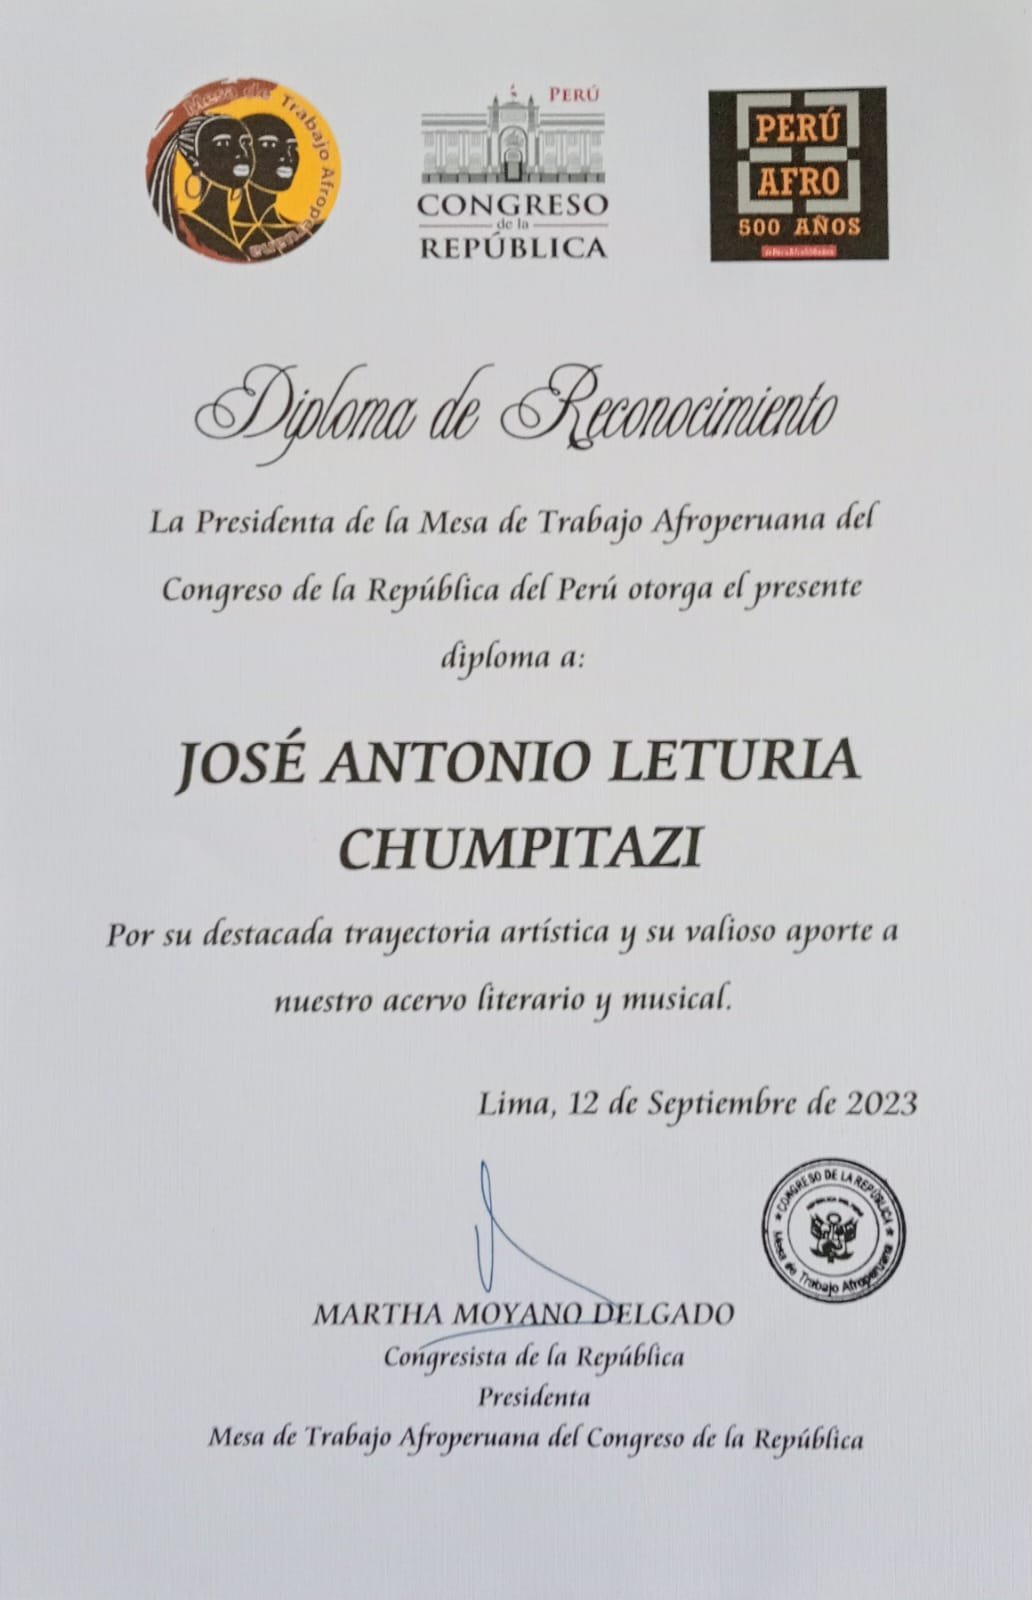 Mesa de Trabajo Afroperuana
PERÚ
CONGRESO
de la
REPÚBLICA
PERÚ
AFRO
500 AÑOS
Diploma de Reconocimiento
La Presidenta de la Mesa de Trabajo Afroperuana del
Congreso de la República del Perú otorga el presente
diploma a:
JOSÉ ANTONIO LETURIA
CHUMPITAZI
Por su destacada trayectoria artística y su valioso aporte a
nuestro acervo literario y musical.
Lima, 12 de Septiembre de 2023
CONGRESO DE LA REPÚBLICA
Mesa de Trabajo Afroperuana
MARTHA MOYANO DELGADO
Congresista de la República
Presidenta
Mesa de Trabajo Afroperuana del Congreso de la República